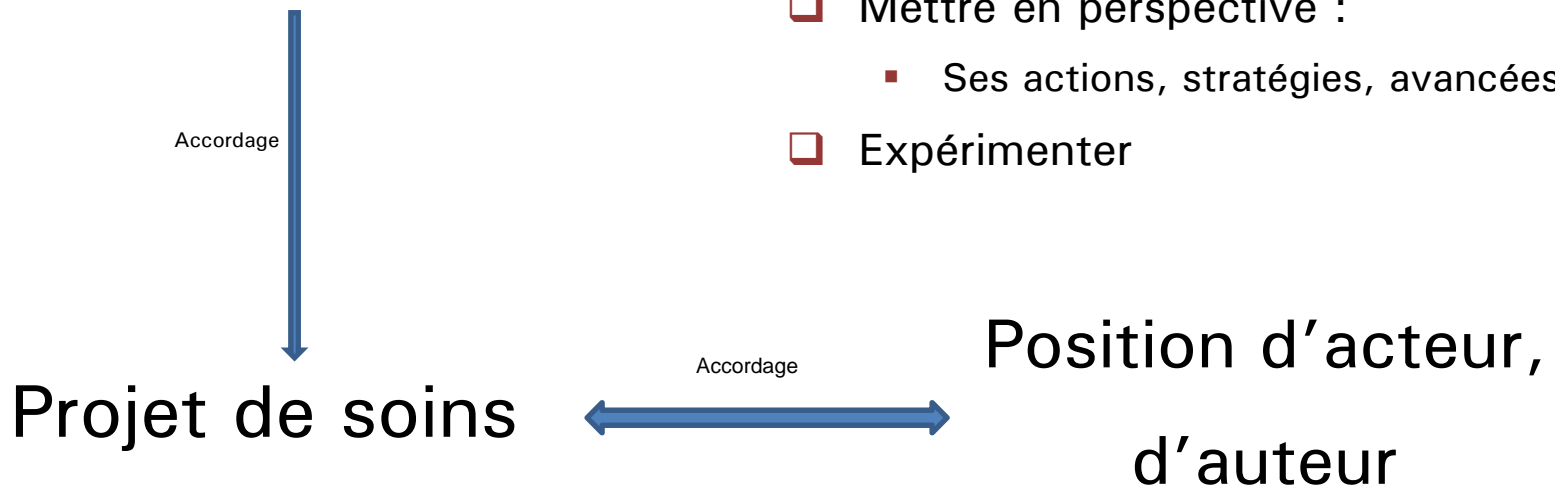 Mettre en perspective :
Ses actions, stratégies, avancées
Expérimenter
Accordage
Accordage
Projet de soins
Position d’acteur,
d’auteur